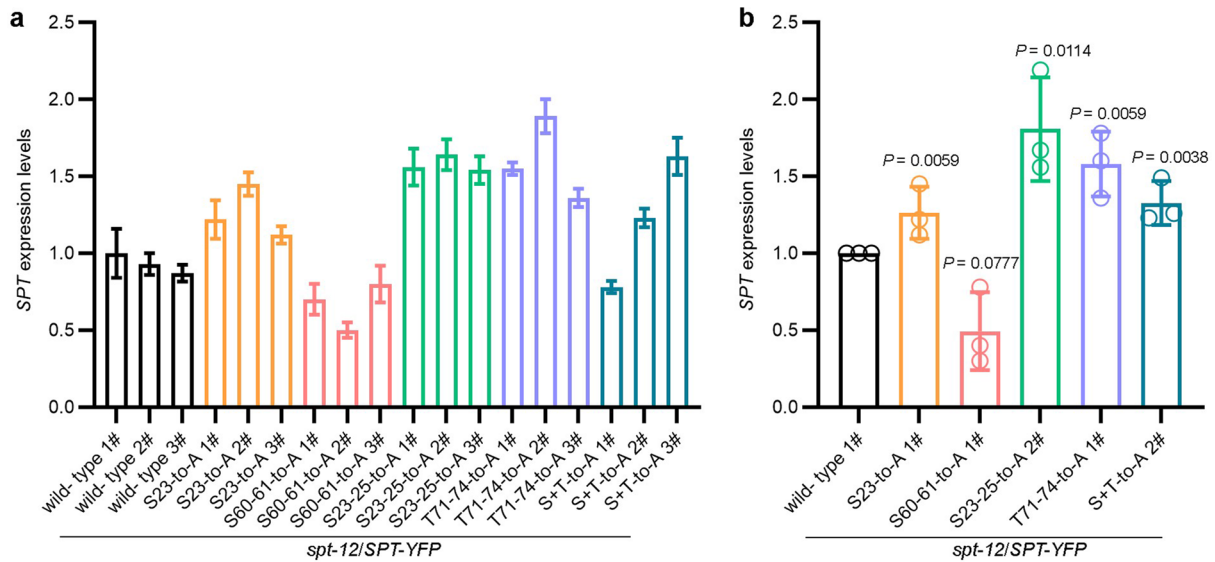 a
2.5
2.0
1.5
1.0
0.5
0.0
SPT expression levels
wild- type 1#
wild- type 2#
wild- type 3#
S23-to-A 1#
S23-to-A 2#
S23-to-A 3#
S60-61-to-A 1#
S60-61-to-A 2#
S60-61-to-A 3#
S23-25-to-A 1#
S23-25-to-A 2#
S23-25-to-A 3#
T71-74-to-A 1#
T71-74-to-A 2#
T71-74-to-A 3#
S+T-to-A 1#
S+T-to-A 2#
S+T-to-A 3#
spt-12/SPT-YFP
b
2.5
2.0
1.5
1.0
0.5
0.0
SPT expression levels
P = 0.0059
P = 0.0777
P = 0.0114
P = 0.0059
P = 0.0038
wild- type 1#
S23-to-A 1#
S60-61-to-A 1#
S23-25-to-A 2#
T71-74-to-A 1#
S+T-to-A 2#
spt-12/SPT-YFP